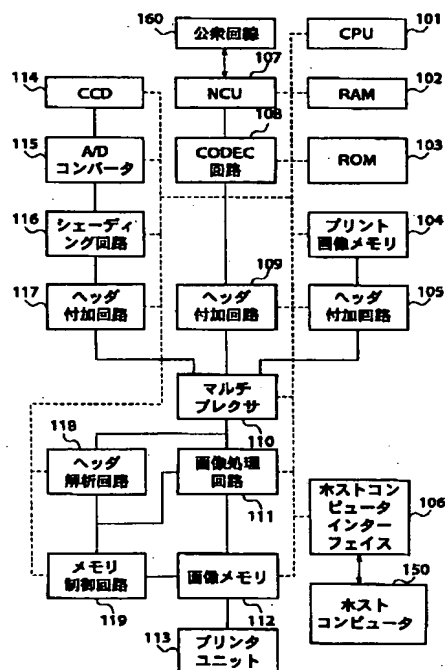 160
公衆回線
CPU
101
114
107
CCD
NCU
RAM
102
115
108
A/D
コンバータ
CODEC
回路
ROM
103
116
シェーディ
ング回路
プリント
画像メモリ
104
117
109
ヘッダ
付加回路
ヘッダ
付加回路
ヘッダ
付加回路
105
マルチ
プレクサ
110
118
ヘッダ
解析回路
画像処理
回路
111
ホストコン
ピュータ
インター
フェイス
106
メモリ
制御回路
119
画像メモリ
112
150
ホスト
コンピュータ
113
プリンタ
ユニット